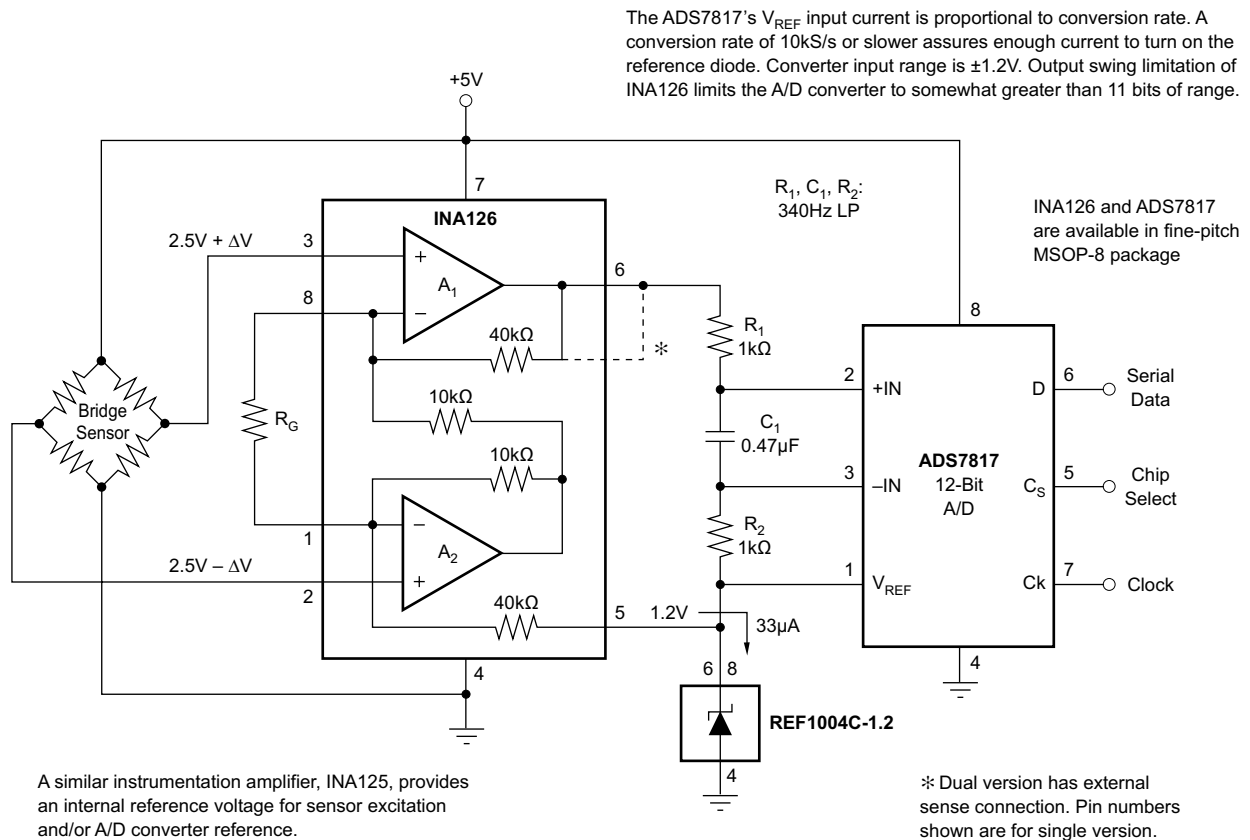 The ADS7817's VREF input current is proportional to conversion rate. A
conversion rate of 10kS/s or slower assures enough current to turn on the
reference diode. Converter input range is ±1.2V. Output swing limitation of
INA126 limits the A/D converter to somewhat greater than 11 bits of range.
+5V
7
R1, C1, R2:
340Hz LP
INA126 and ADS7817
are available in fine-pitch
MSOP-8 package
INA126
2.5V + ΔV
3
+
A1
–
6
8
8
40kΩ
*
R1
1kΩ
Bridge
Sensor
RG
10kΩ
10kΩ
C1
0.47µF
2
+IN
3
–IN
ADS7817
12-Bit
A/D
D
6
Serial
Data
CS
5
Chip
Select
1
–
A2
+
2.5V – ΔV
2
R2
1kΩ
1
VREF
Ck
7
Clock
40kΩ
5
1.2V
33µA
4
4
6
8
REF1004C-1.2
4
A similar instrumentation amplifier, INA125, provides
an internal reference voltage for sensor excitation
and/or A/D converter reference.
* Dual version has external
sense connection. Pin numbers
shown are for single version.